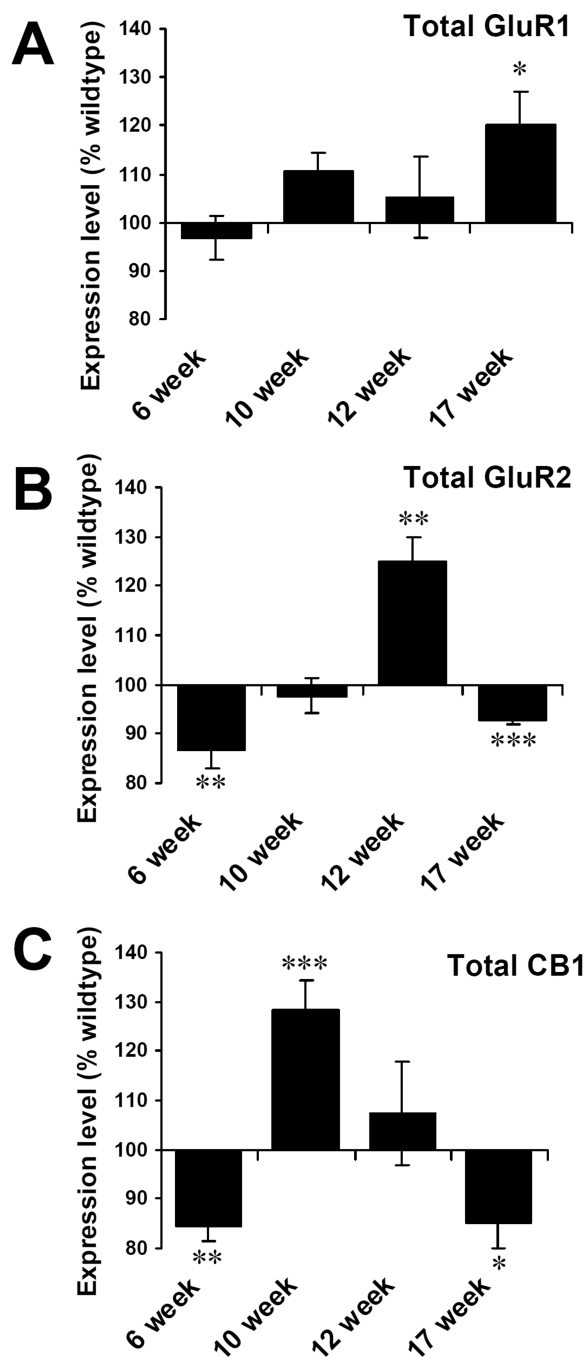 A
Total GluR1
Expression level (% wildtype)
140
130
120
110
100
90
80
*
6 week
10 week
12 week
17 week
B
Total GluR2
Expression level (% wildtype)
140
130
120
110
100
90
80
**
**
***
6 week
10 week
12 week
17 week
C
Total CB1
Expression level (% wildtype)
140
130
120
110
100
90
80
***
**
*
6 week
10 week
12 week
17 week